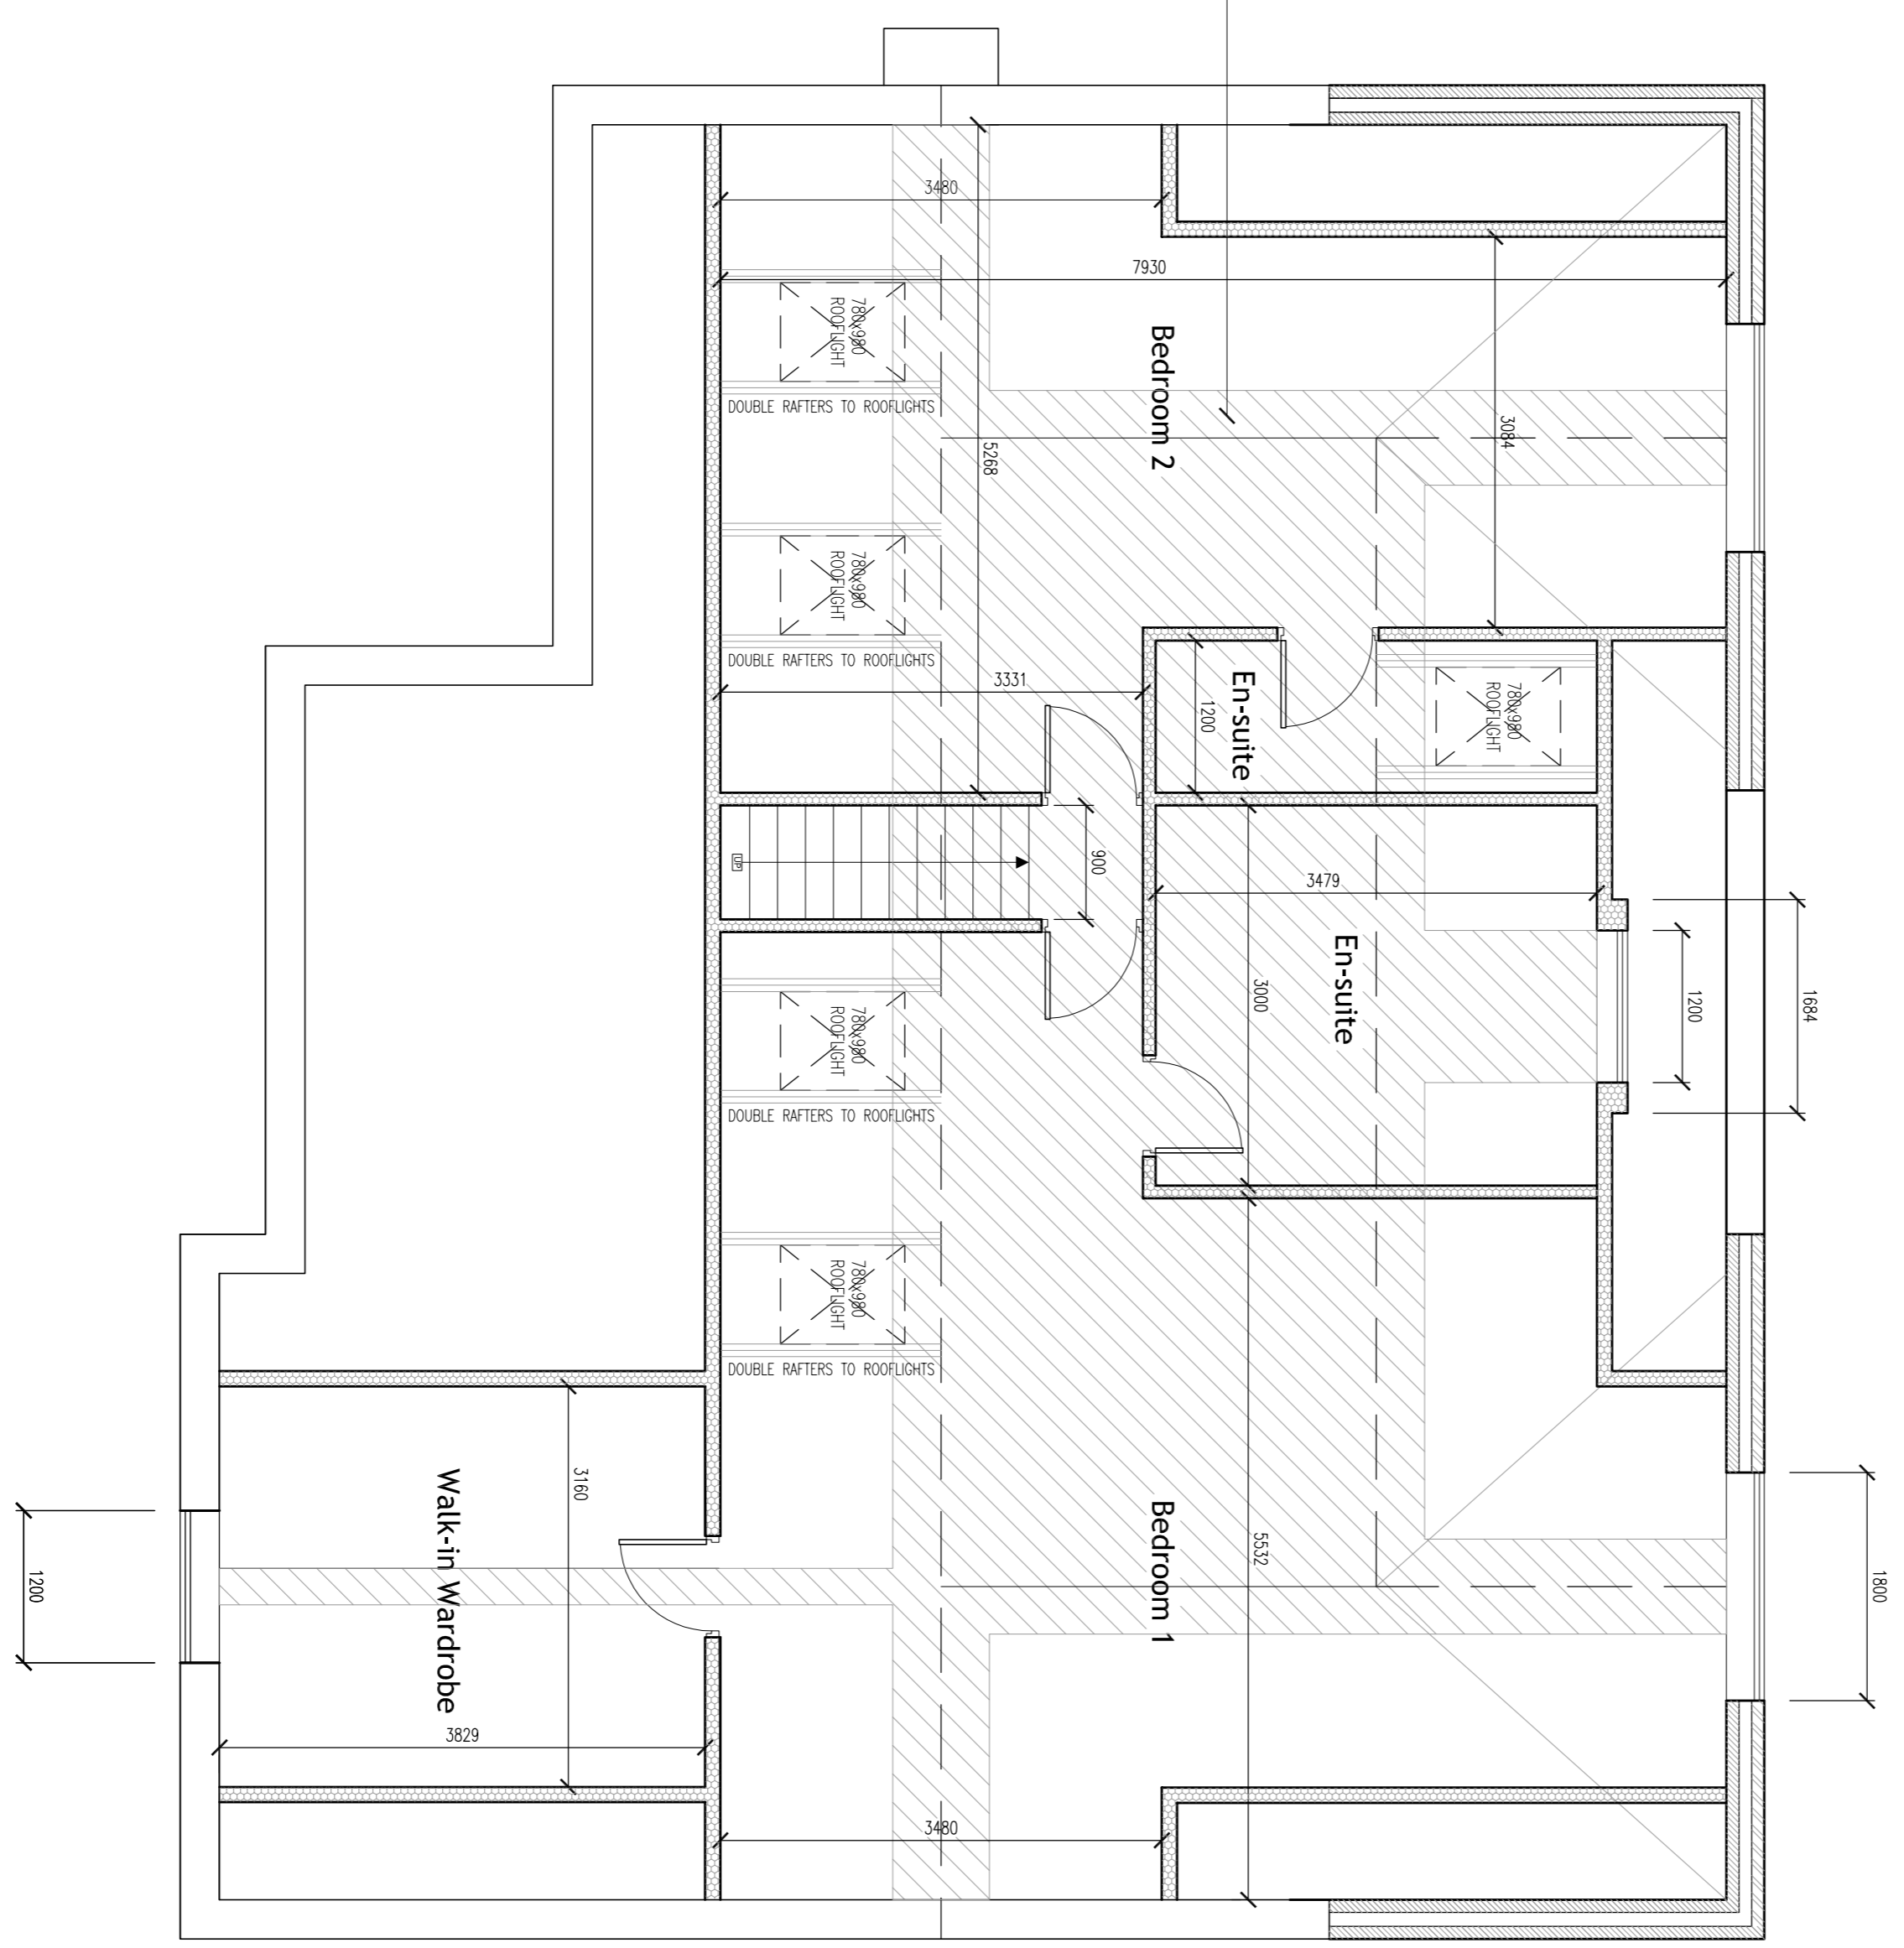 3480
7930
780x980
ROOFLIGHT
DOUBLE RAFTERS TO ROOFLIGHTS
Bedroom 2
3084
5268
780x980
ROOFLIGHT
DOUBLE RAFTERS TO ROOFLIGHTS
3331
1200
En-suite
780x980
ROOFLIGHT
UP
900
3479
En-suite
3000
1200
1684
780x980
ROOFLIGHT
DOUBLE RAFTERS TO ROOFLIGHTS
780x980
ROOFLIGHT
DOUBLE RAFTERS TO ROOFLIGHTS
3160
Walk-in Wardrobe
1200
Bedroom 1
5532
1800
3829
3480